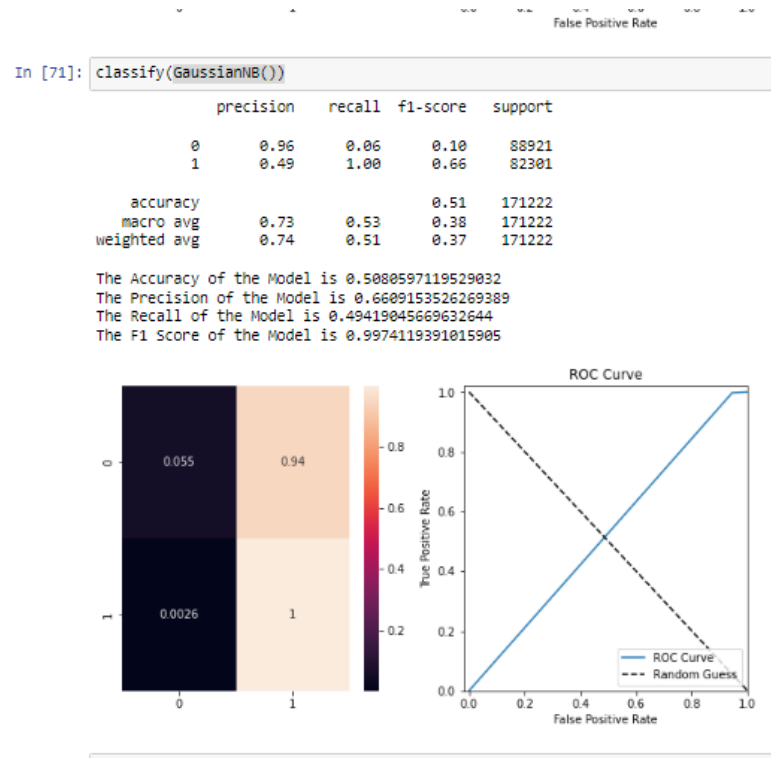 False Positive Rate
In [71]: classify(GaussianNB())
precision recall f1-score support
0 0.96 0.06 0.10 88921
1 0.49 1.00 0.66 82301
accuracy 0.51 171222
macro avg 0.73 0.53 0.38 171222
weighted avg 0.74 0.51 0.37 171222
The Accuracy of the Model is 0.5080597119529032
The Precision of the Model is 0.6609153526269389
The Recall of the Model is 0.49419045669632644
The F1 Score of the Model is 0.9974119391015905
0
1
0.055
0.94
0.0026
1
0
1
0.8
0.6
0.4
0.2
ROC Curve
True Positive Rate
1.0
0.8
0.6
0.4
0.2
0.0
ROC Curve
Random Guess
0.0 0.2 0.4 0.6 0.8 1.0
False Positive Rate